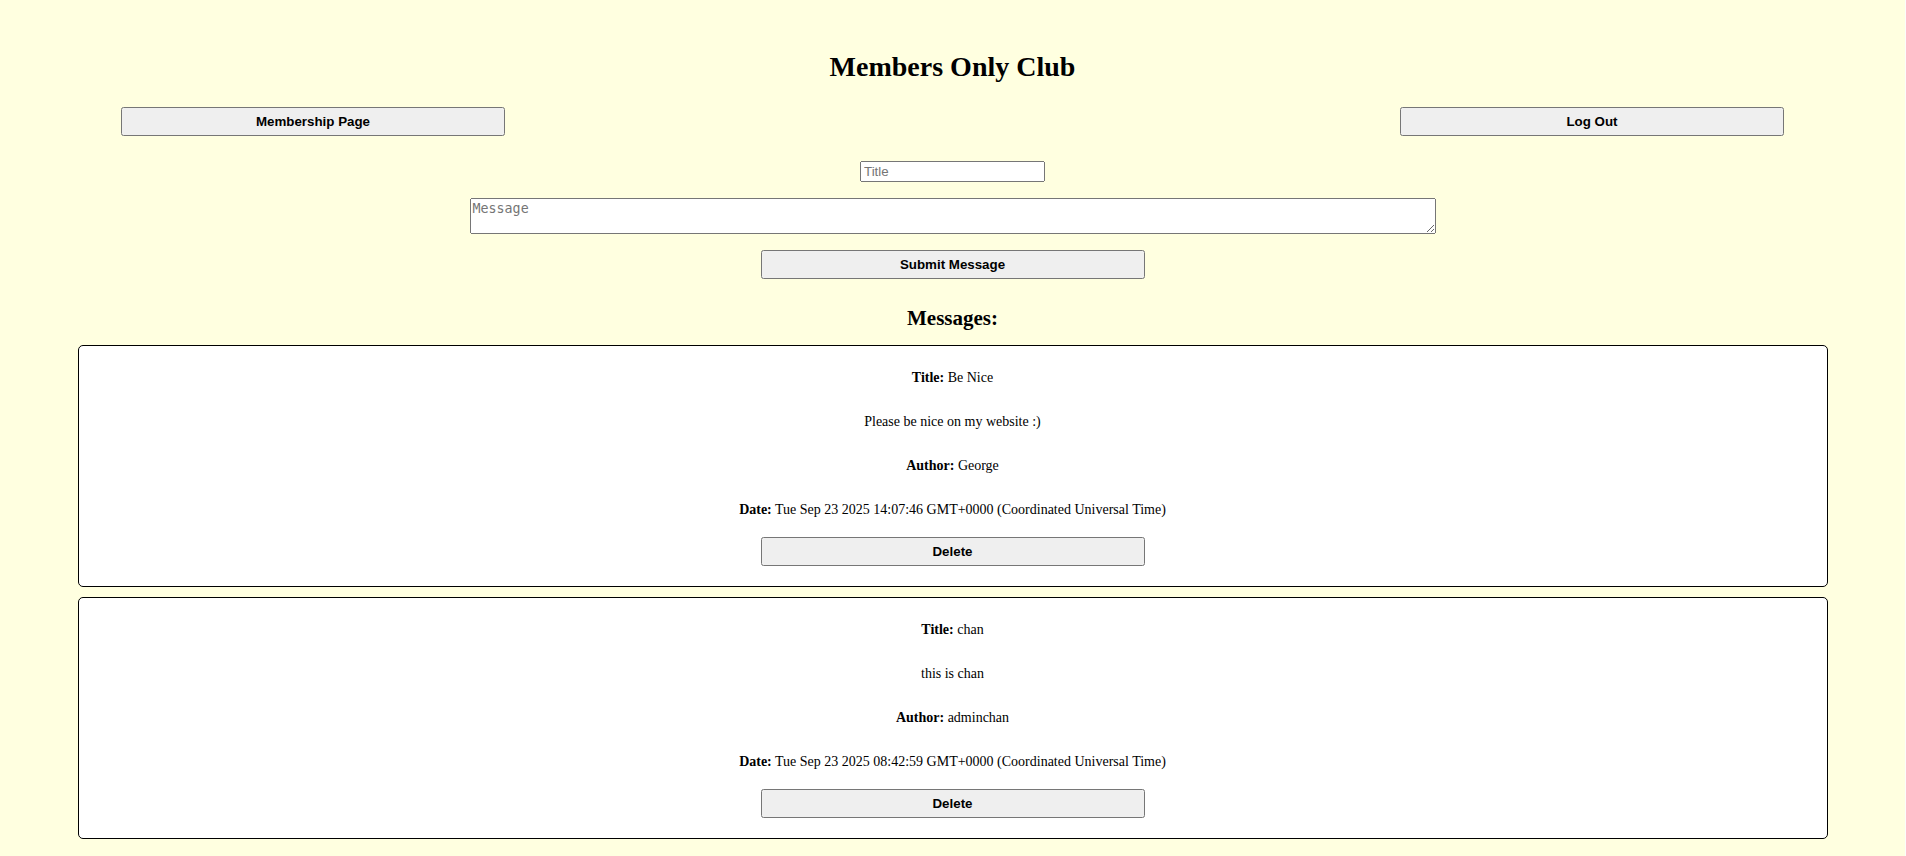 Members Only Club
Membership Page
Log Out
Title
Message
Submit Message
Messages:
Title: Be Nice
Please be nice on my website :)
Author: George
Date: Tue Sep 23 2025 14:07:46 GMT+0000 (Coordinated Universal Time)
Delete
Title: chan
this is chan
Author: adminchan
Date: Tue Sep 23 2025 08:42:59 GMT+0000 (Coordinated Universal Time)
Delete